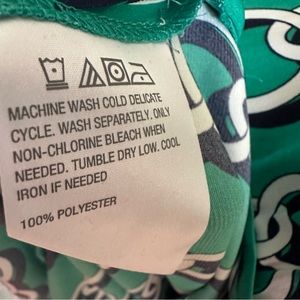 MACHINE WASH COLD DELICATE
CYCLE. WASH SEPARATELY. ONLY
NON-CHLORINE BLEACH WHEN
NEEDED. TUMBLE DRY LOW. COOL
IRON IF NEEDED
100% POLYESTER